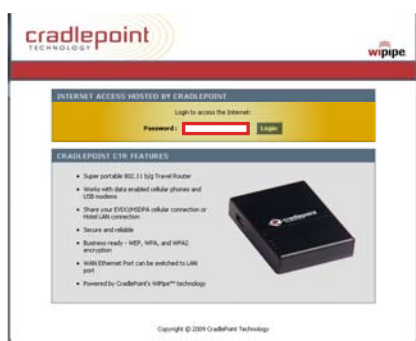 cradlepoint
TECHNOLOGY
wipipe
INTERNET ACCESS HOSTED BY CRADLEPOINT
Login to access the Internet:
Password : Login
CRADLEPOINT CTR FEATURES
• Super portable 802.11 b/g Travel Router
• Works with data enabled cellular phones and
USB modems
• Share your EVDO/HSDPA cellular connection or
Hotel LAN connection
• Secure and reliable
• Business ready - WEP, WPA, and WPA2
encryption
• WAN Ethernet Port can be switched to LAN
port
• Powered by CradlePoint's WiPipe™ technology
cradlepoint
Copyright © 2009 CradlePoint Technology